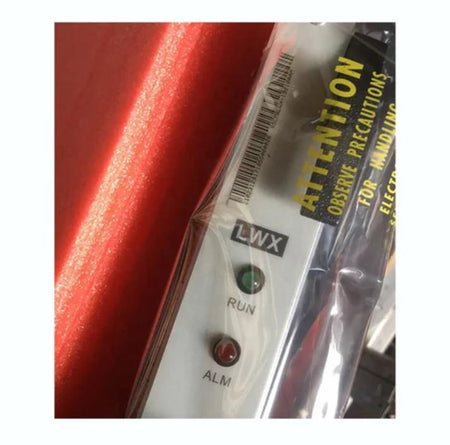 ATTENTION
OBSERVE PRECAUTIONS
FOR HANDLING
LWX
RUN
ALM